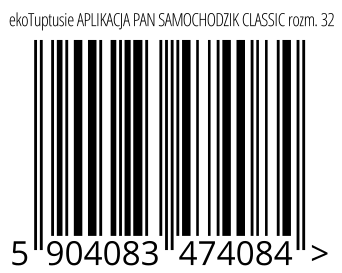 ekoTuptusie APLIKACJA PAN SAMOCHODZIK CLASSIC rozm. 32
5 904083 474084 >